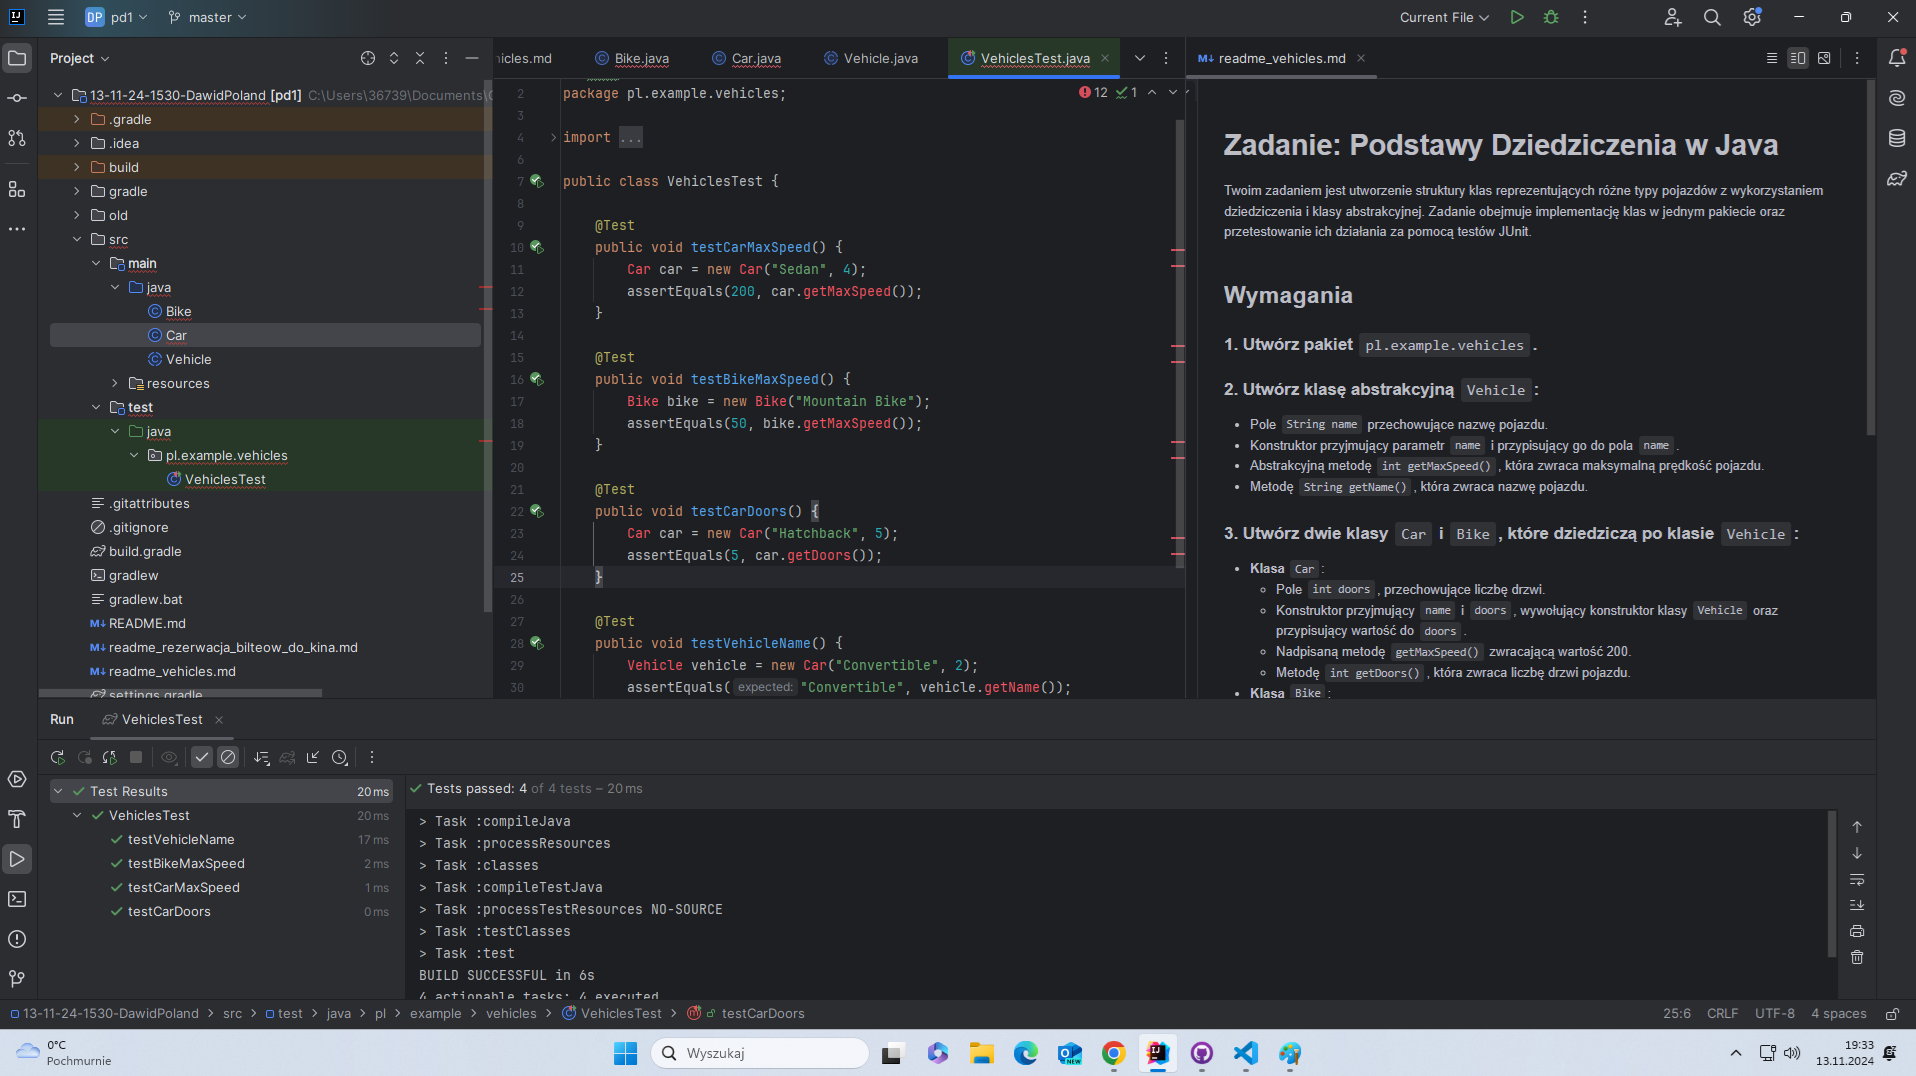 DP pd1
master
Current File
Project
13-11-24-1530-DawidPoland [pd1] C:\Users\36739\Documents\
.gradle
.idea
build
gradle
old
src
main
java
Bike
Car
Vehicle
resources
test
java
pl.example.vehicles
VehiclesTest
.gitattributes
.gitignore
build.gradle
gradlew
gradlew.bat
README.md
readme_rezerwacja_bilteow_do_kina.md
readme_vehicles.md
settings.gradle
icles.md Bike.java Car.java Vehicle.java VehiclesTest.java
12 1
2 package pl.example.vehicles;
3
4 import ...
6
7 public class VehiclesTest {
8
9 @Test
10 public void testCarMaxSpeed() {
11 Car car = new Car("Sedan", 4);
12 assertEquals(200, car.getMaxSpeed());
13 }
14
15 @Test
16 public void testBikeMaxSpeed() {
17 Bike bike = new Bike("Mountain Bike");
18 assertEquals(50, bike.getMaxSpeed());
19 }
20
21 @Test
22 public void testCarDoors() {
23 Car car = new Car("Hatchback", 5);
24 assertEquals(5, car.getDoors());
25 }
26
27 @Test
28 public void testVehicleName() {
29 Vehicle vehicle = new Car("Convertible", 2);
30 assertEquals( expected: "Convertible", vehicle.getName());
readme_vehicles.md
Zadanie: Podstawy Dziedziczenia w Java
Twoim zadaniem jest utworzenie struktury klas reprezentujących różne typy pojazdów z wykorzystaniem
dziedziczenia i klasy abstrakcyjnej. Zadanie obejmuje implementację klas w jednym pakiecie oraz
przetestowanie ich działania za pomocą testów JUnit.
Wymagania
1. Utwórz pakiet pl.example.vehicles .
2. Utwórz klasę abstrakcyjną Vehicle :
• Pole String name przechowujące nazwę pojazdu.
• Konstruktor przyjmujący parametr name i przypisujący go do pola name .
• Abstrakcyjną metodę int getMaxSpeed() , która zwraca maksymalną prędkość pojazdu.
• Metodę String getName() , która zwraca nazwę pojazdu.
3. Utwórz dwie klasy Car i Bike , które dziedziczą po klasie Vehicle :
• Klasa Car :
◦ Pole int doors , przechowujące liczbę drzwi.
◦ Konstruktor przyjmujący name i doors , wywołujący konstruktor klasy Vehicle oraz
przypisujący wartość do doors .
◦ Nadpisaną metodę getMaxSpeed() zwracającą wartość 200.
◦ Metodę int getDoors() , która zwraca liczbę drzwi pojazdu.
• Klasa Bike :
Run VehiclesTest
Test Results 20 ms
VehiclesTest 20 ms
testVehicleName 17 ms
testBikeMaxSpeed 2 ms
testCarMaxSpeed 1 ms
testCarDoors 0 ms
Tests passed: 4 of 4 tests – 20 ms
> Task :compileJava
> Task :processResources
> Task :classes
> Task :compileTestJava
> Task :processTestResources NO-SOURCE
> Task :testClasses
> Task :test
BUILD SUCCESSFUL in 6s
4 actionable tasks: 4 executed
13-11-24-1530-DawidPoland > src > test > java > pl > example > vehicles > VehiclesTest > testCarDoors
25:6 CRLF UTF-8 4 spaces
0°C
Pochmurnie
Wyszukaj
19:33
13.11.2024